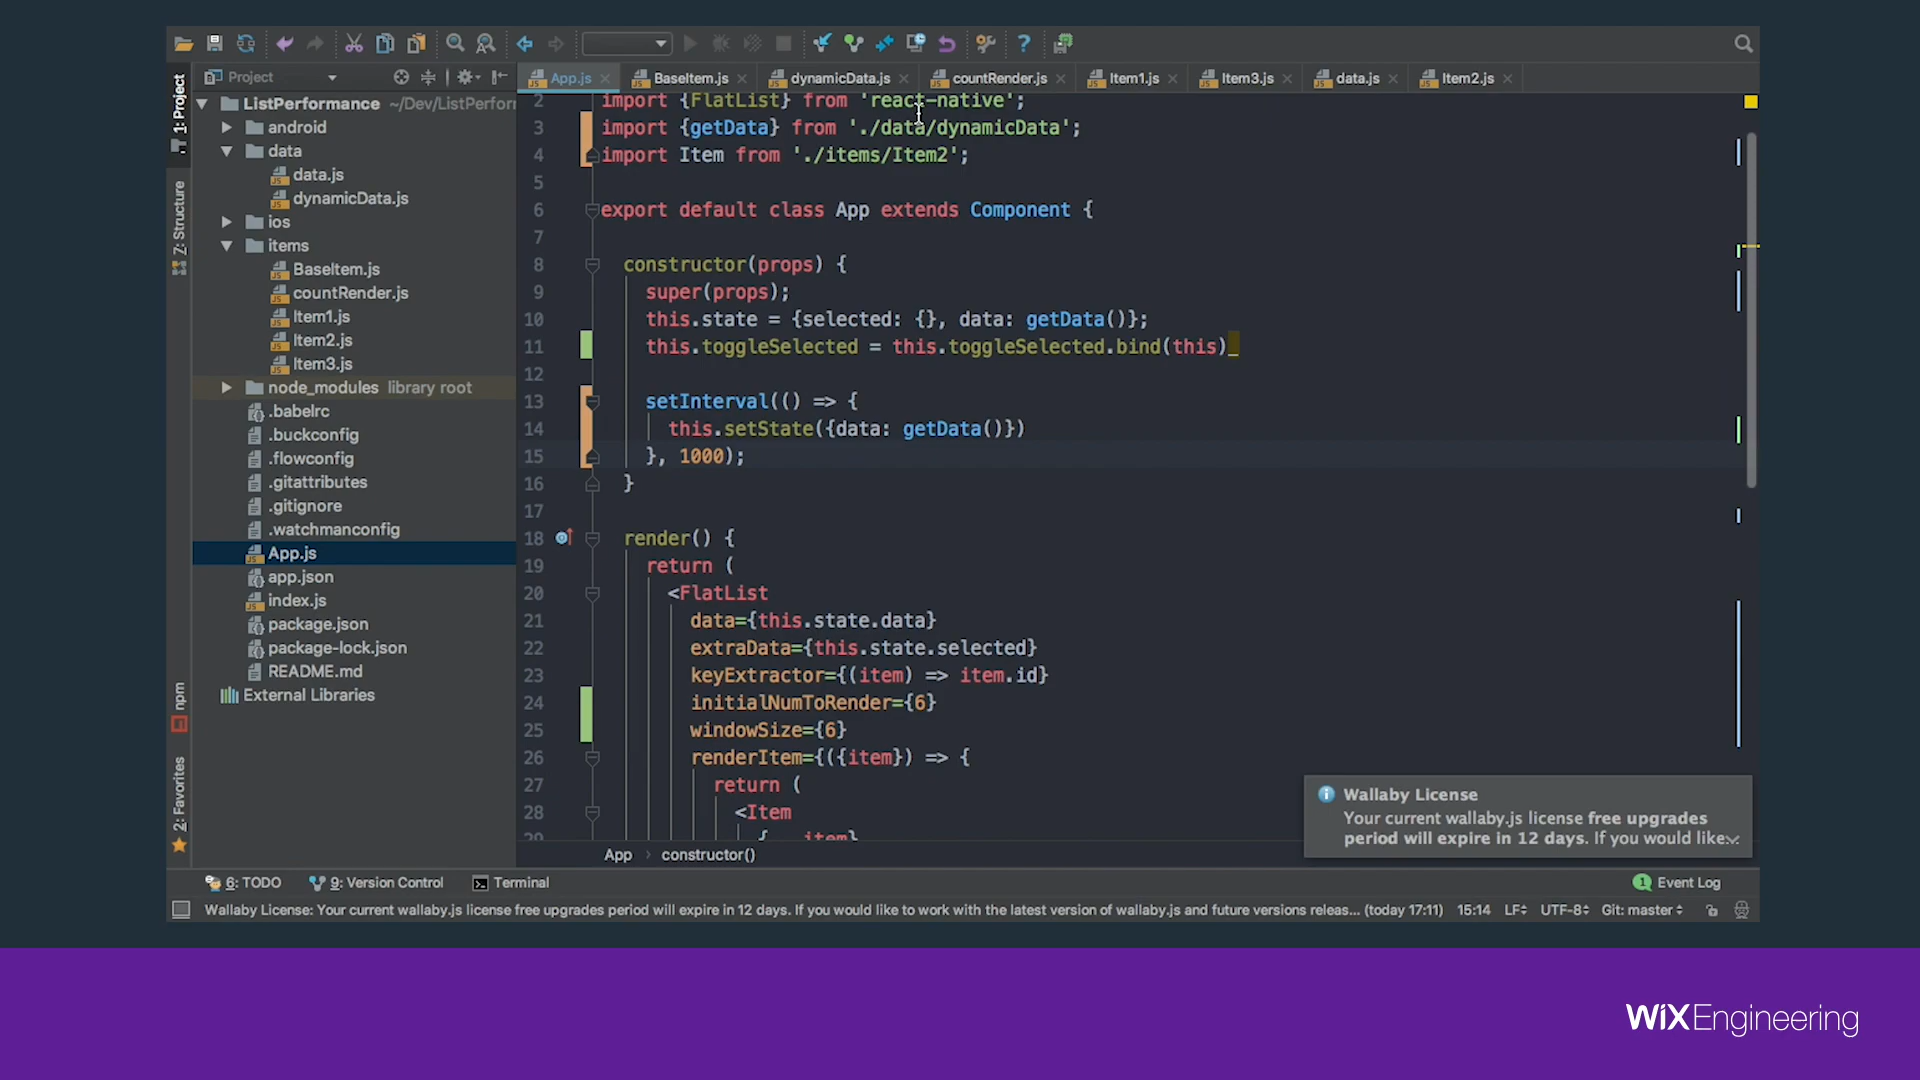 Project
App.js
BaseItem.js
dynamicData.js
countRender.js
Item1.js
Item3.js
data.js
Item2.js
1: Project
Z: Structure
npm
2: Favorites
ListPerformance ~/Dev/ListPerforr
android
data
data.js
dynamicData.js
ios
items
BaseItem.js
countRender.js
Item1.js
Item2.js
Item3.js
node_modules library root
.babelrc
.buckconfig
.flowconfig
.gitattributes
.gitignore
.watchmanconfig
App.js
app.json
index.js
package.json
package-lock.json
README.md
External Libraries
2 import {FlatList} from 'react-native';
3 import {getData} from './data/dynamicData';
4 import Item from './items/Item2';
5
6 export default class App extends Component {
7
8 constructor(props) {
9 super(props);
10 this.state = {selected: {}, data: getData()};
11 this.toggleSelected = this.toggleSelected.bind(this)
12
13 setInterval(() => {
14 this.setState({data: getData()})
15 }, 1000);
16 }
17
18 render() {
19 return (
20 <FlatList
21 data={this.state.data}
22 extraData={this.state.selected}
23 keyExtractor={(item) => item.id}
24 initialNumToRender={6}
25 windowSize={6}
26 renderItem={({item}) => {
27 return (
28 <Item
29 {...item}
App › constructor()
Wallaby License
Your current wallaby.js license free upgrades
period will expire in 12 days. If you would like..
6: TODO
9: Version Control
Terminal
1 Event Log
Wallaby License: Your current wallaby.js license free upgrades period will expire in 12 days. If you would like to work with the latest version of wallaby.js and future versions releas... (today 17:11) 15:14 LF UTF-8 Git: master
WiX Engineering